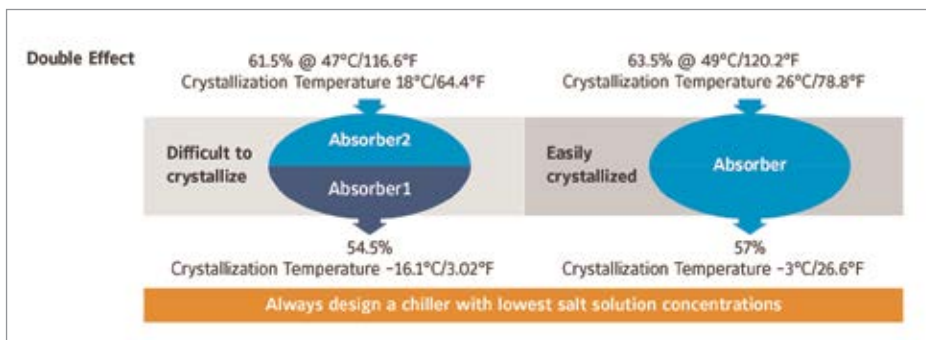 Double Effect
61.5% @ 47°C/116.6°F
Crystallization Temperature 18°C/64.4°F
63.5% @ 49°C/120.2°F
Crystallization Temperature 26°C/78.8°F
Difficult to
crystallize
Absorber2
Absorber1
Easily
crystallized
Absorber
54.5%
Crystallization Temperature -16.1°C/3.02°F
57%
Crystallization Temperature -3°C/26.6°F
Always design a chiller with lowest salt solution concentrations